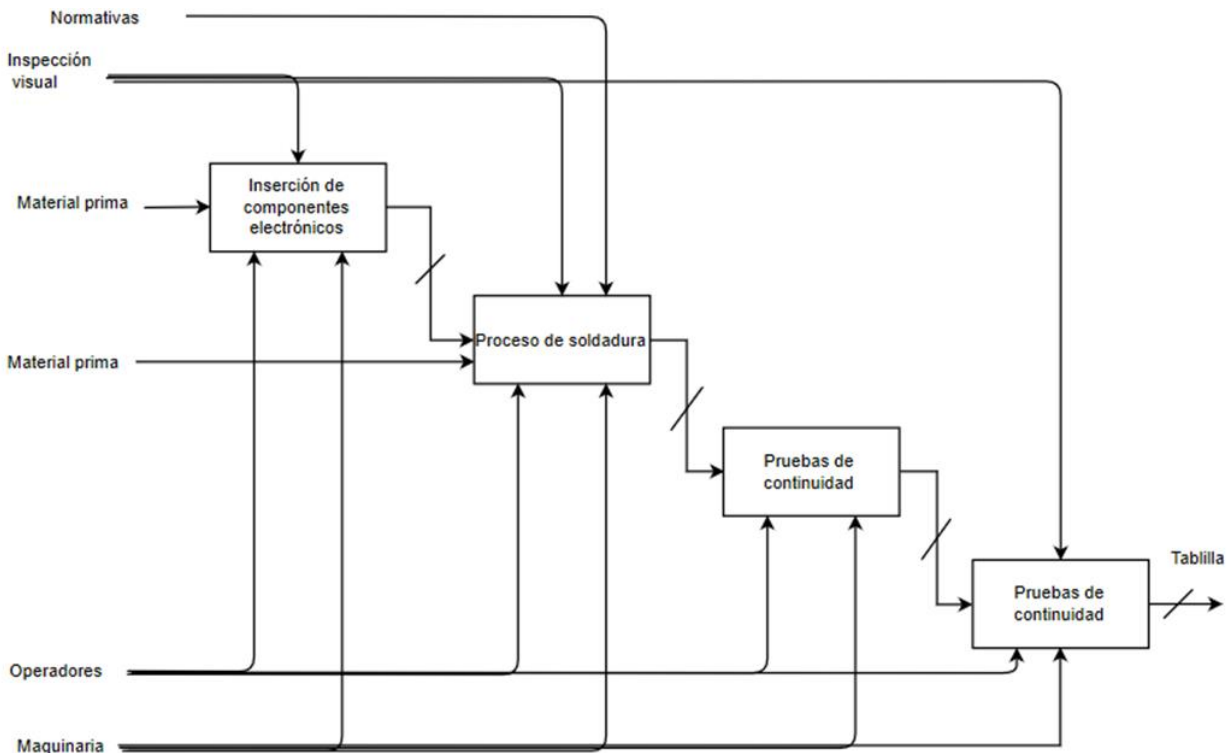 Normativas
Inspección
visual
Material prima
Inserción de
componentes
electrónicos
Material prima
Proceso de soldadura
Pruebas de
continuidad
Tablilla
Pruebas de
continuidad
Operadores
Maquinaria